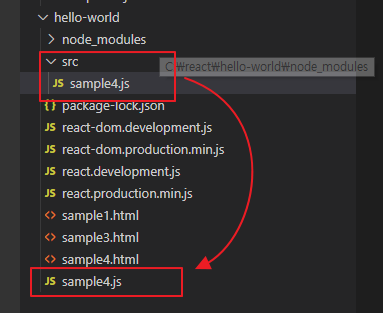 hello-world
node_modules
src
C:₩react₩hello-world₩node_modules
JS sample4.js
{} package-lock.json
JS react-dom.development.js
JS react-dom.production.min.js
JS react.development.js
JS react.production.min.js
<> sample1.html
<> sample3.html
<> sample4.html
JS sample4.js